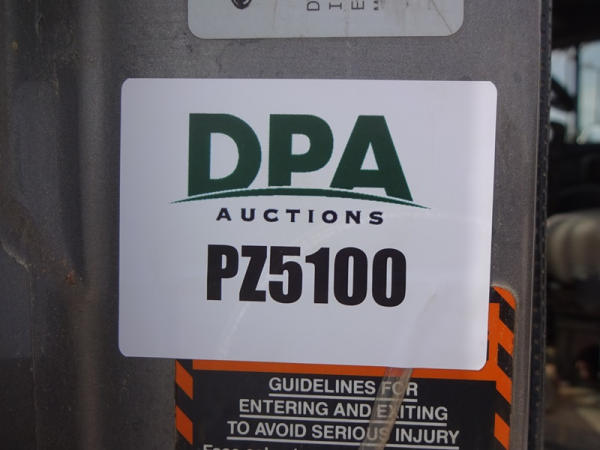 D
I
E
DPA
AUCTIONS
PZ5100
GUIDELINES FOR
ENTERING AND EXITING
TO AVOID SERIOUS INJURY